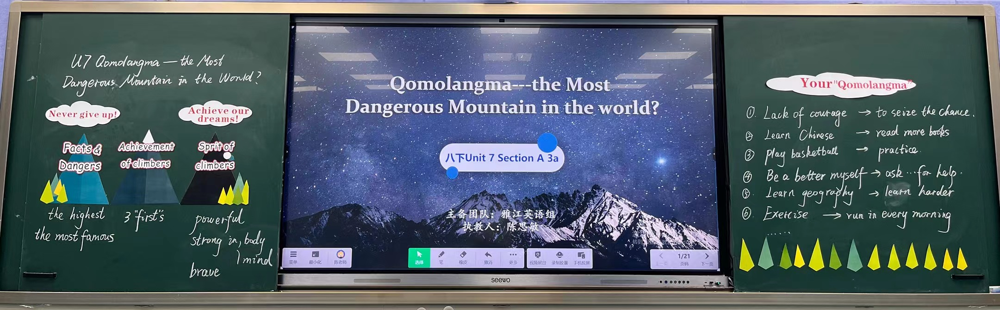 U7 Qomolangma — the Most
Dangerous Mountain in the World?
Never give up!
Achieve our
dreams!
Facts &
Dangers
Achievement
of climbers
Sprit of
climbers
the highest
the most famous
3 "first"s
powerful
strong in, body
mind
brave
Qomolangma---the Most
Dangerous Mountain in the world?
八下Unit 7 Section A 3a
主备团队：雅江英语组
执教人：陈思敏
菜单
最小化
陈老师
选择
笔
橡皮
撤消
更多
视频展台
录制胶囊
手机投屏
上一页
1/21
页码
下一页
seewo
Your "Qomolangma"
①. Lack of courage → to seize the chance.
② Learn Chinese → read more books
③ play basketball → practice.
④ Be a better myself → ask ... for help.
⑤. Learn geography → learn harder
⑥. Exercise → run in every morning
......